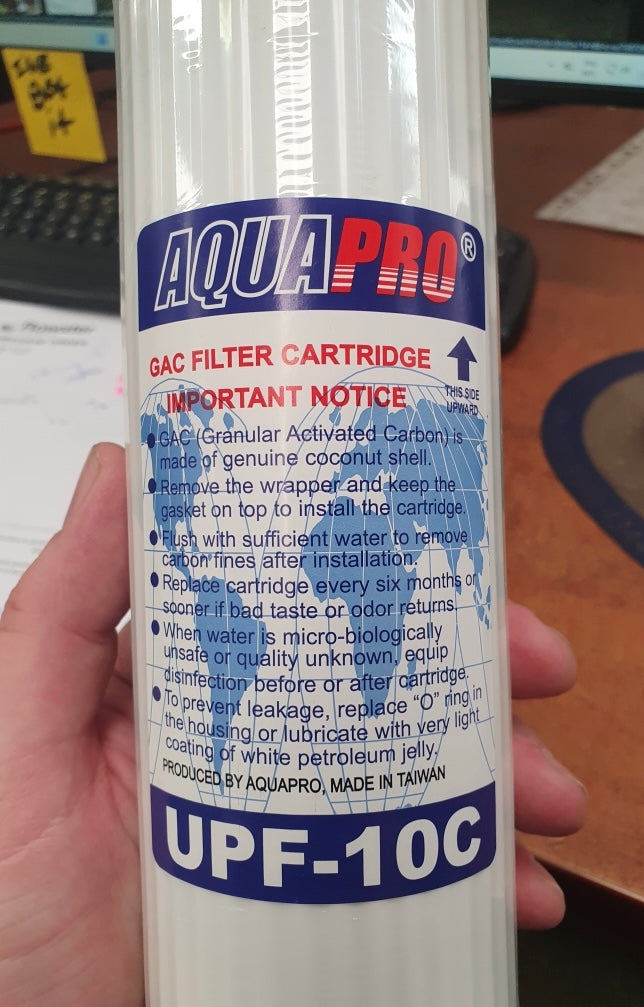 AQUAPRO®
GAC FILTER CARTRIDGE
IMPORTANT NOTICE
THIS SIDE
UPWARD
● GAC (Granular Activated Carbon) is
made of genuine coconut shell.
● Remove the wrapper and keep the
gasket on top to install the cartridge.
● Flush with sufficient water to remove
carbon fines after installation.
● Replace cartridge every six months or
sooner if bad taste or odor returns.
● When water is micro-biologically
unsafe or quality unknown, equip
disinfection before or after cartridge.
● To prevent leakage, replace "O" ring in
the housing or lubricate with very light
coating of white petroleum jelly.
PRODUCED BY AQUAPRO, MADE IN TAIWAN
UPF-10C